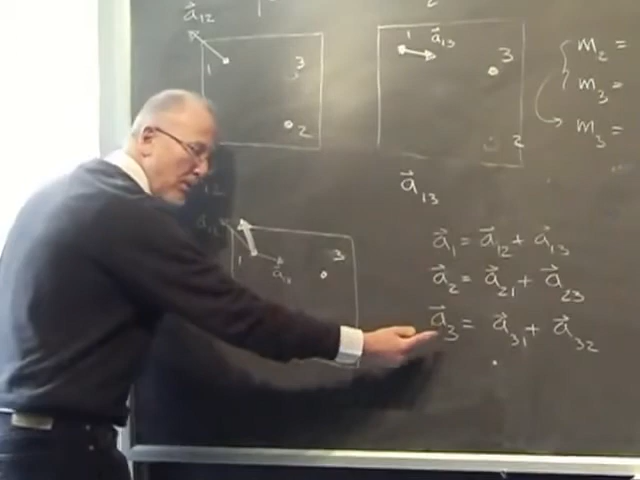 a⃗12
1
3
2
1 a⃗13
3
2
m2 =
m3 =
m3 =
a⃗13
12
1
3
a⃗1 = a⃗12 + a⃗13
a⃗2 = a⃗21 + a⃗23
a⃗3 = a⃗31 + a⃗32